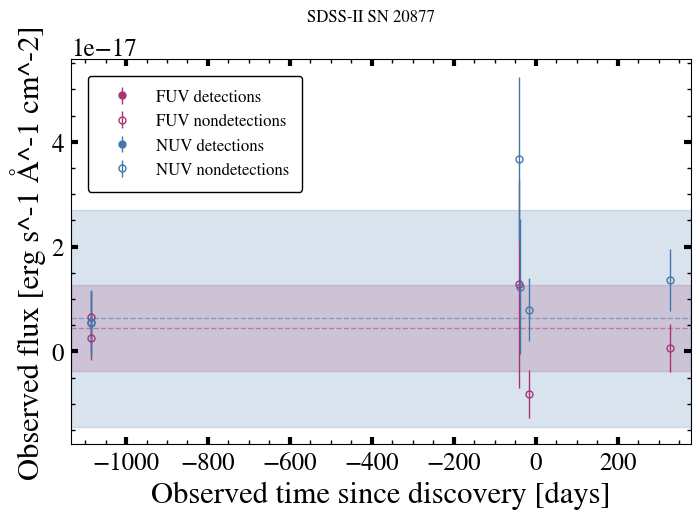 SDSS-II SN 20877
1e−17
FUV detections
FUV nondetections
NUV detections
NUV nondetections
4
2
0
−1000 −800 −600 −400 −200 0 200
Observed time since discovery [days]
Observed flux [erg s^-1 Å^-1 cm^-2]